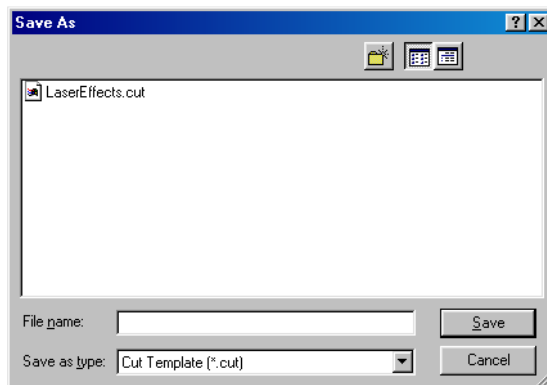 Save As
LaserEffects.cut
File name:
Save
Save as type: Cut Template (*.cut)
Cancel